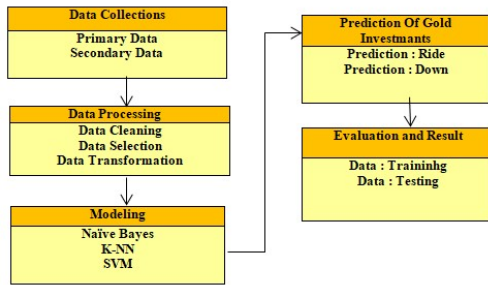 Data Collections
Primary Data
Secondary Data
Data Processing
Data Cleaning
Data Selection
Data Transformation
Modeling
Naïve Bayes
K-NN
SVM
Prediction Of Gold
Investmants
Prediction : Ride
Prediction : Down
Evaluation and Result
Data : Traininhg
Data : Testing